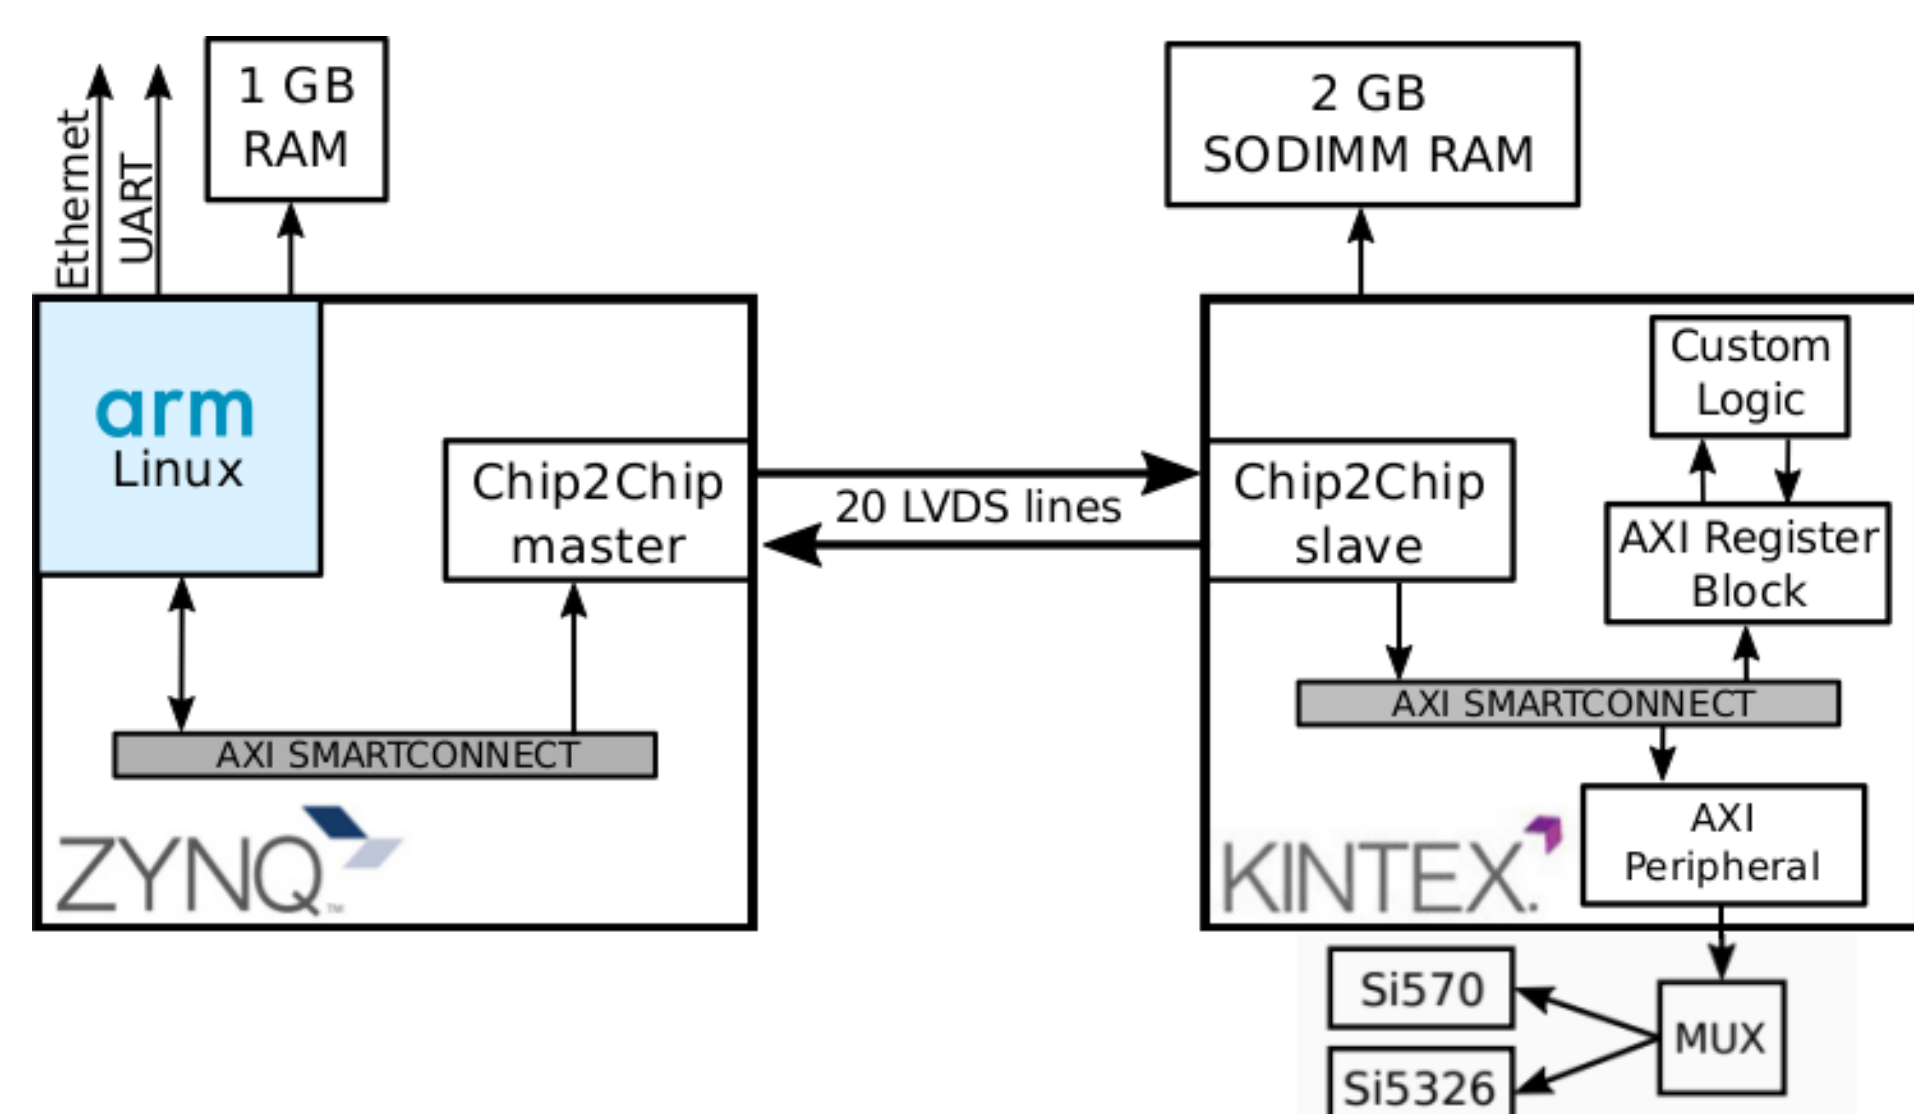 Ethernet
UART
1 GB
RAM
2 GB
SODIMM RAM
arm
Linux
Chip2Chip
master
20 LVDS lines
Chip2Chip
slave
Custom
Logic
AXI Register
Block
AXI SMARTCONNECT
AXI SMARTCONNECT
ZYNQ™
KINTEX.
AXI
Peripheral
MUX
Si570
Si5326